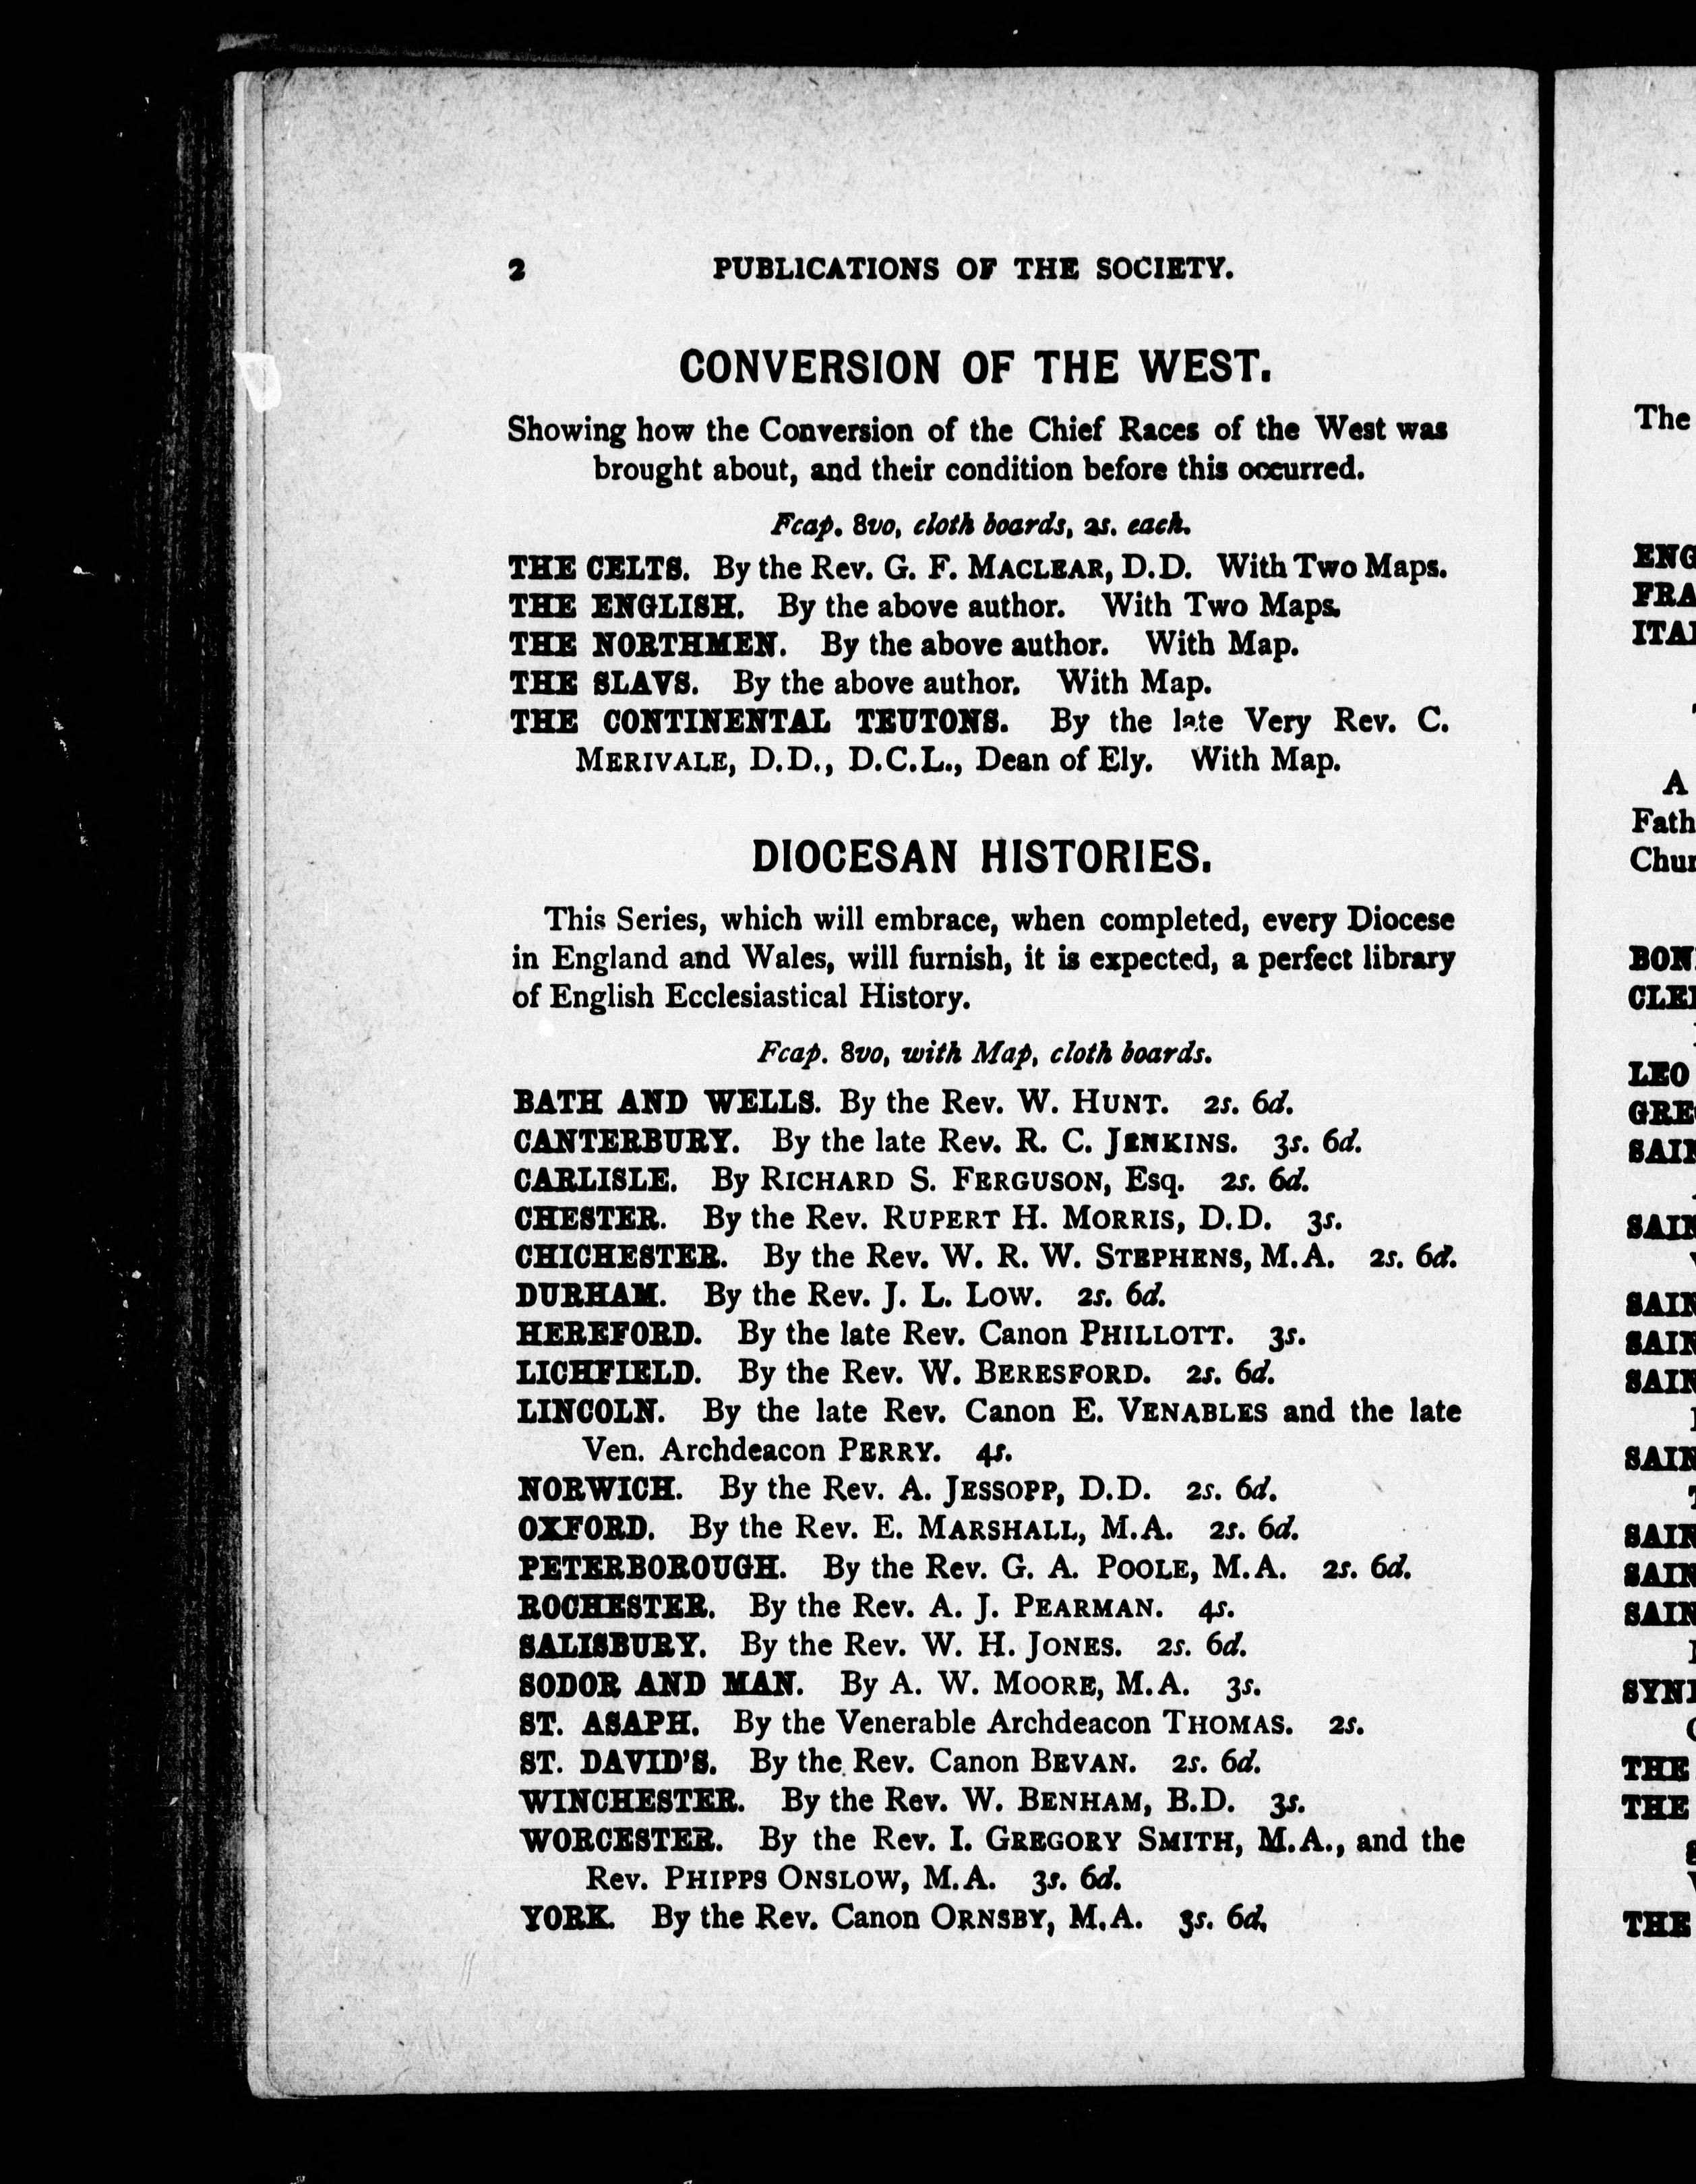 2 PUBLICATIONS OF THE SOCIETY.
CONVERSION OF THE WEST.
Showing how the Conversion of the Chief Races of the West was
brought about, and their condition before this occurred.
Fcap. 8vo, cloth boards, 2s. each.
THE CELTS. By the Rev. G. F. MACLEAR, D.D. With Two Maps.
THE ENGLISH. By the above author. With Two Maps.
THE NORTHMEN. By the above author. With Map.
THE SLAVS. By the above author. With Map.
THE CONTINENTAL TEUTONS. By the late Very Rev. C.
MERIVALE, D.D., D.C.L., Dean of Ely. With Map.
DIOCESAN HISTORIES.
This Series, which will embrace, when completed, every Diocese
in England and Wales, will furnish, it is expected, a perfect library
of English Ecclesiastical History.
Fcap. 8vo, with Map, cloth boards.
BATH AND WELLS. By the Rev. W. HUNT. 2s. 6d.
CANTERBURY. By the late Rev. R. C. JENKINS. 3s. 6d.
CARLISLE. By RICHARD S. FERGUSON, Esq. 2s. 6d.
CHESTER. By the Rev. RUPERT H. MORRIS, D.D. 3s.
CHICHESTER. By the Rev. W. R. W. STEPHENS, M.A. 2s. 6d.
DURHAM. By the Rev. J. L. LOW. 2s. 6d.
HEREFORD. By the late Rev. Canon PHILLOTT. 3s.
LICHFIELD. By the Rev. W. BERESFORD. 2s. 6d.
LINCOLN. By the late Rev. Canon E. VENABLES and the late
Ven. Archdeacon PERRY. 4s.
NORWICH. By the Rev. A. JESSOPP, D.D. 2s. 6d.
OXFORD. By the Rev. E. MARSHALL, M.A. 2s. 6d.
PETERBOROUGH. By the Rev. G. A. POOLE, M.A. 2s. 6d.
ROCHESTER. By the Rev. A. J. PEARMAN. 4s.
SALISBURY. By the Rev. W. H. JONES. 2s. 6d.
SODOR AND MAN. By A. W. MOORE, M.A. 3s.
ST. ASAPH. By the Venerable Archdeacon THOMAS. 2s.
ST. DAVID'S. By the Rev. Canon BEVAN. 2s. 6d.
WINCHESTER. By the Rev. W. BENHAM, B.D. 3s.
WORCESTER. By the Rev. I. GREGORY SMITH, M.A., and the
Rev. PHIPPS ONSLOW, M.A. 3s. 6d.
YORK. By the Rev. Canon ORNSBY, M.A. 3s. 6d.
The
A
LEO
THE
THE
THE